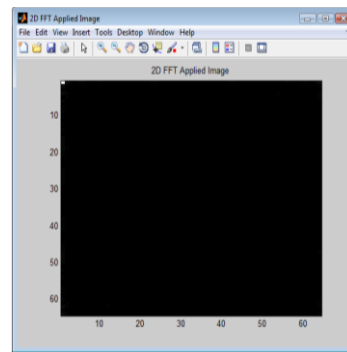 2D FFT Applied Image
File Edit View Insert Tools Desktop Window Help
2D FFT Applied Image
10
20
30
40
50
60
10 20 30 40 50 60